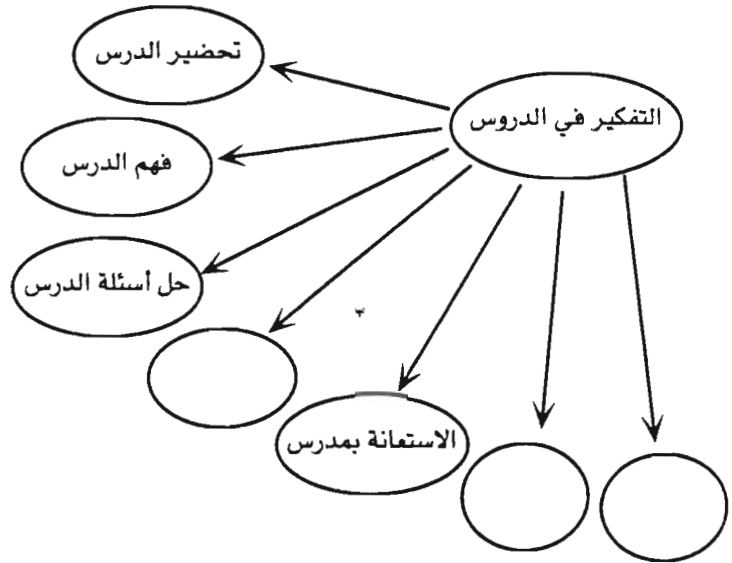 التفكير في الدروس
تحضير الدرس
فهم الدرس
حل أسئلة الدرس
الاستعانة بمدرس